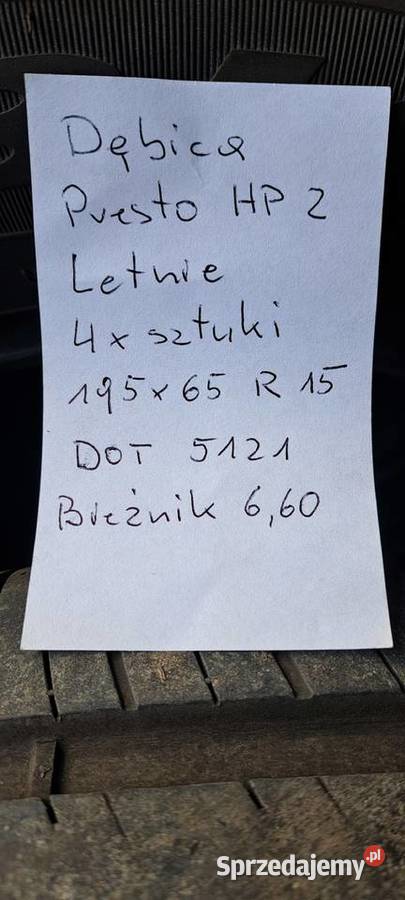 Dębica
Presto HP 2
Letnie
4x sztuki
195x65 R 15
DOT 5121
Bieżnik 6,60
Sprzedajemy.pl